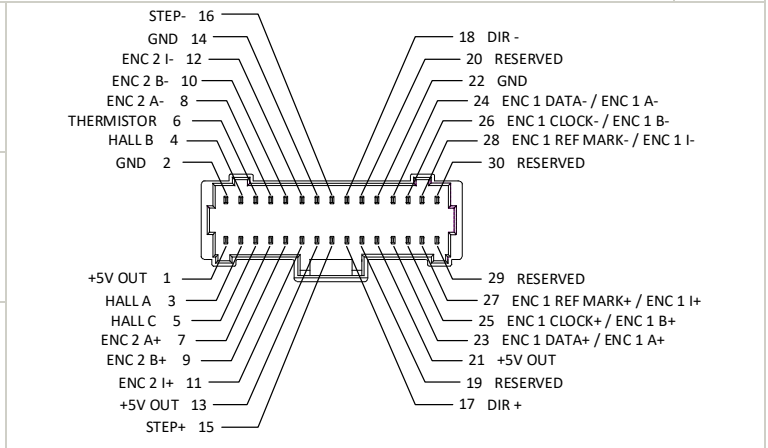 STEP- 16
GND 14
ENC 2 I- 12
ENC 2 B- 10
ENC 2 A- 8
THERMISTOR 6
HALL B 4
GND 2
18 DIR -
20 RESERVED
22 GND
24 ENC 1 DATA- / ENC 1 A-
26 ENC 1 CLOCK- / ENC 1 B-
28 ENC 1 REF MARK- / ENC 1 I-
30 RESERVED
+5V OUT 1
HALL A 3
HALL C 5
ENC 2 A+ 7
ENC 2 B+ 9
ENC 2 I+ 11
+5V OUT 13
STEP+ 15
29 RESERVED
27 ENC 1 REF MARK+ / ENC 1 I+
25 ENC 1 CLOCK+ / ENC 1 B+
23 ENC 1 DATA+ / ENC 1 A+
21 +5V OUT
19 RESERVED
17 DIR +